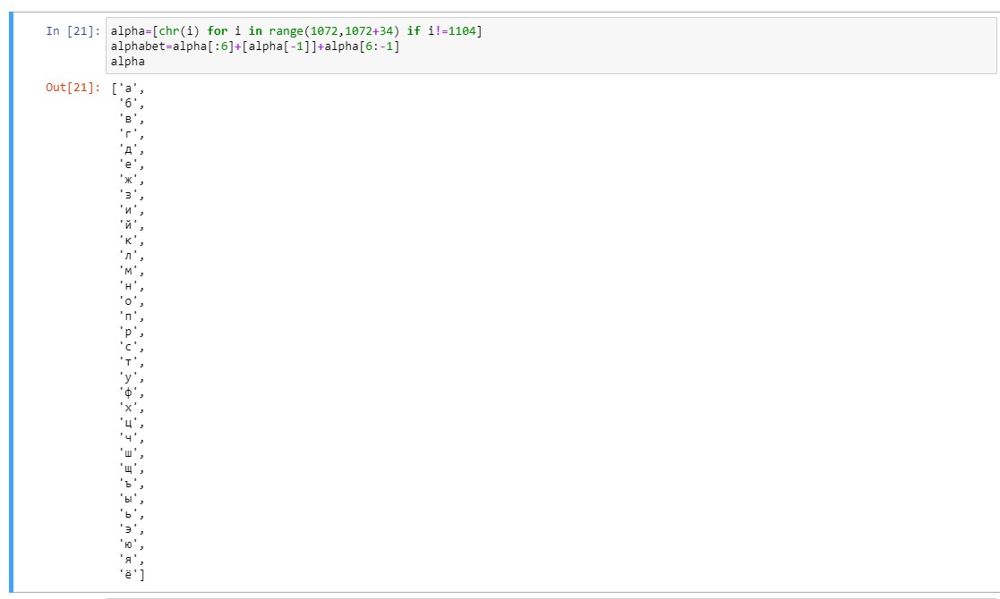 In [21]: alpha=[chr(i) for i in range(1072,1072+34) if i!=1104]
alphabet=alpha[:6]+[alpha[-1]]+alpha[6:-1]
alpha
Out[21]: ['а',
'б',
'в',
'г',
'д',
'е',
'ж',
'з',
'и',
'й',
'к',
'л',
'м',
'н',
'о',
'п',
'р',
'с',
'т',
'у',
'ф',
'х',
'ц',
'ч',
'ш',
'щ',
'ъ',
'ы',
'ь',
'э',
'ю',
'я',
'ё']